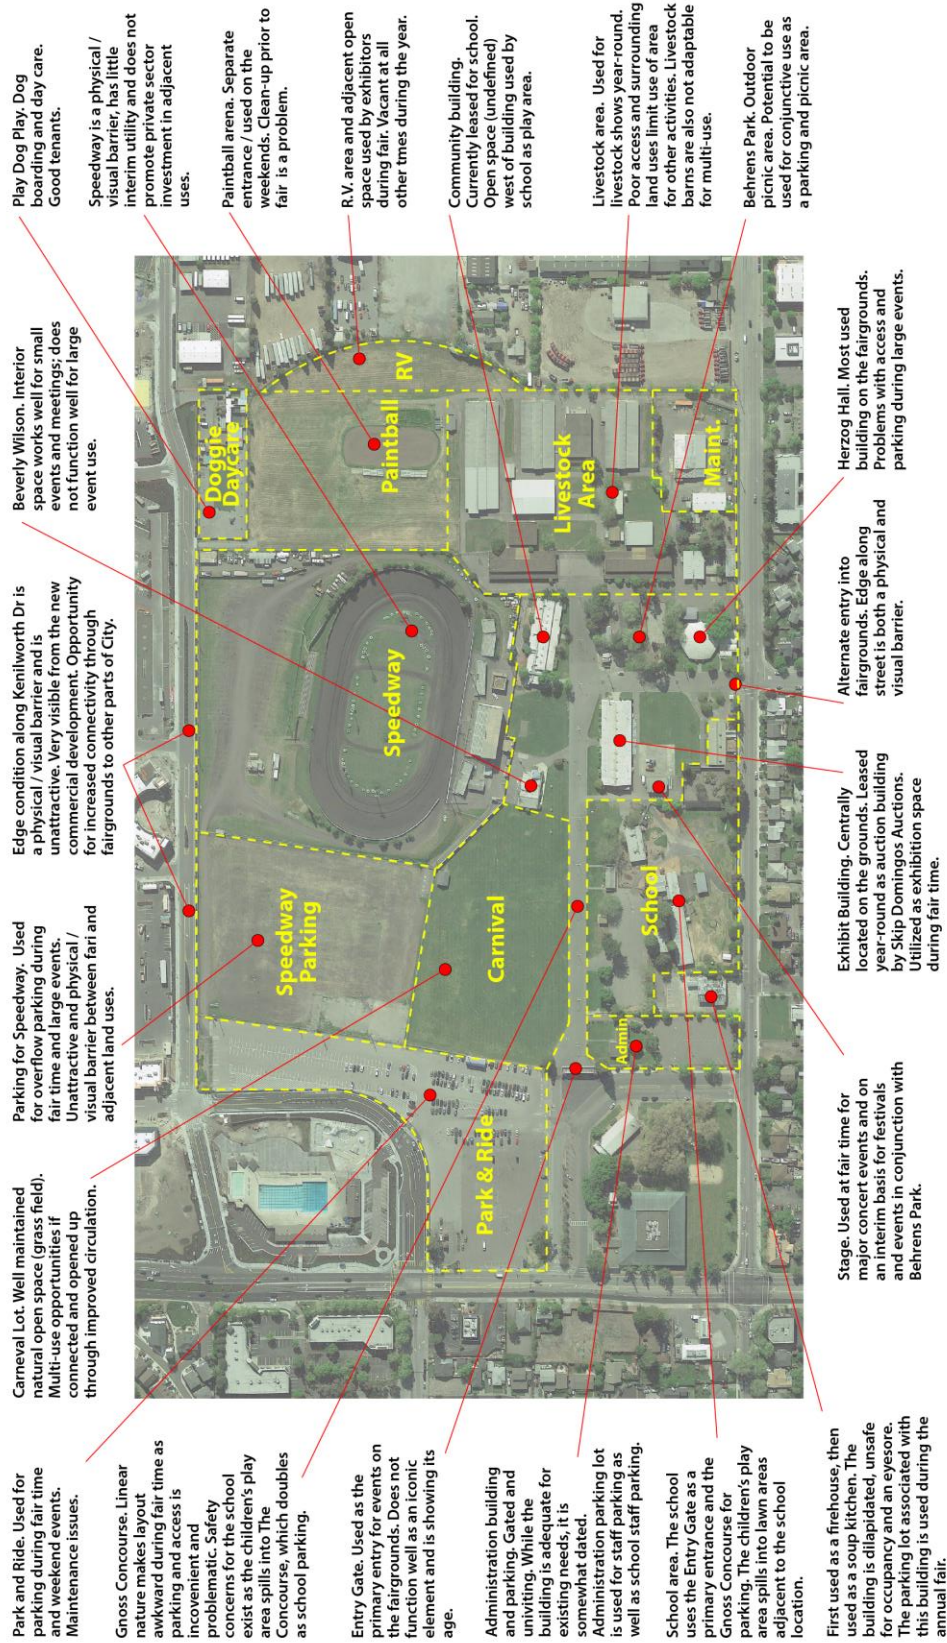 Park and Ride. Used for
parking during fair time
and weekend events.
Maintenance issues.
Carneval Lot. Well maintained
natural open space (grass field).
Multi-use opportunities if
connected and opened up
through improved circulation.
Parking for Speedway. Used
for overflow parking during
fair time and large events.
Unattractive and physical /
visual barrier between fari and
adjacent land uses.
Edge condition along Kenilworth Dr is
a physical / visual barrier and is
unattractive. Very visible from the new
commercial development. Opportunity
for increased connectivity through
fairgrounds to other parts of City.
Beverly Wilson. Interior
space works well for small
events and meetings; does
not function well for large
event use.
Play Dog Play. Dog
boarding and day care.
Good tenants.
Speedway is a physical /
visual barrier, has little
interim utility and does not
promote private sector
investment in adjacent
uses.
Paintball arena. Separate
entrance / used on the
weekends. Clean-up prior to
fair is a problem.
R.V. area and adjacent open
space used by exhibitors
during fair. Vacant at all
other tmes during the year.
Community building.
Currently leased for school.
Open space (undefined)
west of building used by
school as play area.
Livestock area. Used for
livestock shows year-round.
Poor access and surrounding
land uses limit use of area
for other activities. Livestock
barns are also not adaptable
for multi-use.
Behrens Park. Outdoor
picnic area. Potential to be
used for conjunctive use as
a parking and picnic area.
Gnoss Concourse. Linear
nature makes layout
awkward during fair time as
parking and access is
incovenient and
problematic. Safety
concerns for the school
exist as the children's play
area spills into The
Concourse, which doubles
as school parking.
Entry Gate. Used as the
primary entry for events on
the fairgrounds. Does not
function well as an iconic
element and is showing its
age.
Administration building
and parking. Gated and
univiting. While the
building is adequate for
existing needs, it is
somewhat dated.
Administration parking lot
is used for staff parking as
well as school staff parking.
School area. The school
uses the Entry Gate as a
primary entrance and the
Gnoss Concourse for
parking. The children's play
area spills into lawn areas
adjacent to the school
location.
First used as a firehouse, then
used as a soup kitchen. The
building is dilapidated, unsafe
for occupancy and an eyesore.
The parking lot associated with
this building is used during the
annual fair.
Doggie
Daycare
RV
Paintball
Speedway
Speedway
Parking
Carnival
Park & Ride
Livestock
Area
Maint.
School
Admin
Stage. Used at fair time for
major concert events and on
an interim basis for festivals
and events in conjunction with
Behrens Park.
Exhibit Building. Centrally
located on the grounds. Leased
year-round as auction building
by Skip Domingos Auctions.
Utilized as exhibition space
during fair time.
Alternate entry into
fairgrounds. Edge along
street is both a physical and
visual barrier.
Herzog Hall. Most used
building on the fairgrounds.
Problems with access and
parking during large events.